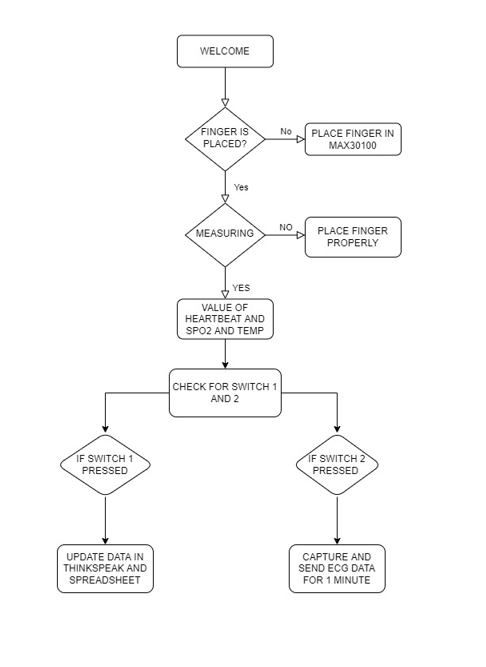 WELCOME
FINGER IS
PLACED?
No
PLACE FINGER IN
MAX30100
Yes
MEASURING
NO
PLACE FINGER
PROPERLY
YES
VALUE OF
HEARTBEAT AND
SPO2 AND TEMP
CHECK FOR SWITCH 1
AND 2
IF SWITCH 1
PRESSED
IF SWITCH 2
PRESSED
UPDATE DATA IN
THINKSPEAK AND
SPREADSHEET
CAPTURE AND
SEND ECG DATA
FOR 1 MINUTE